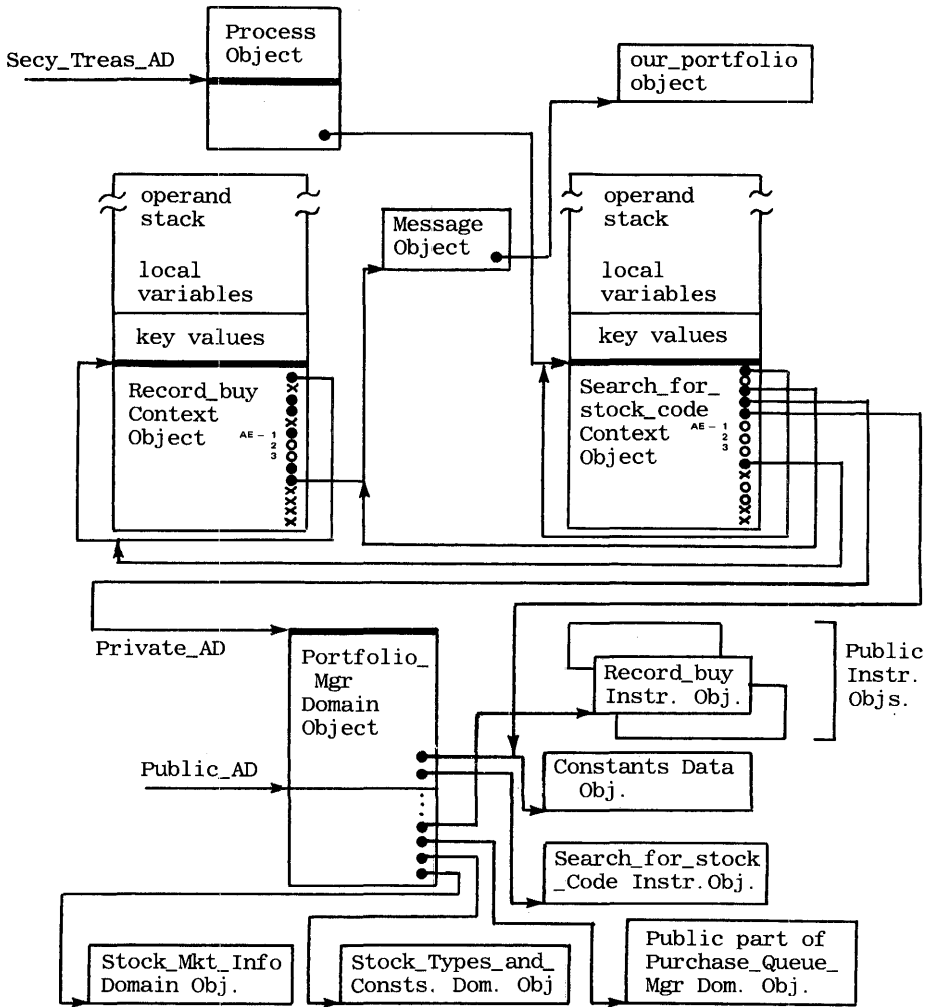 Process
Object
Secy_Treas_AD
our_portfolio
object
operand
stack
local
variables
key values
Message
Object
operand
stack
local
variables
key values
Record_buy
Context
Object
AE – 1
2
3
Search_for_
stock_code
Context
Object
AE – 1
2
3
Private_AD
Portfolio_
Mgr
Domain
Object
Public_AD
Record_buy
Instr. Obj.
Public
Instr.
Objs.
Constants Data
Obj.
Search_for_stock
_Code Instr.Obj.
Stock_Mkt_Info
Domain Obj.
Stock_Types_and_
Consts. Dom. Obj
Public part of
Purchase_Queue_
Mgr Dom. Obj.